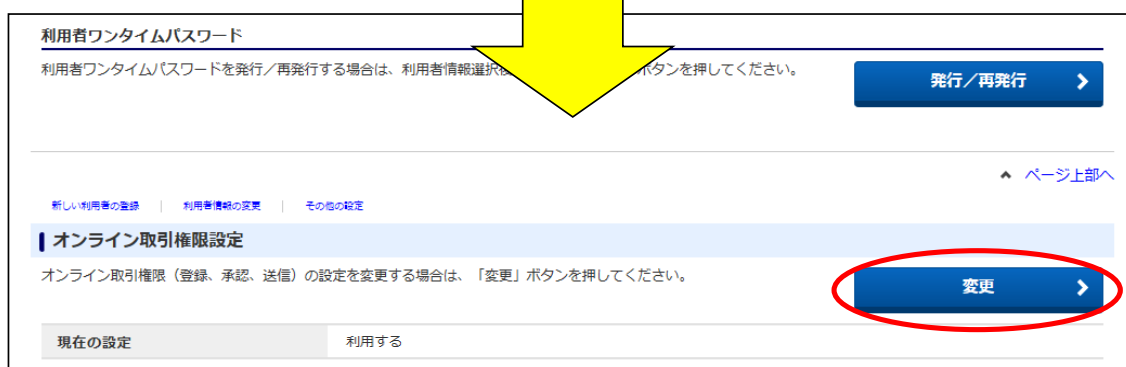 利用者ワンタイムパスワード
利用者ワンタイムパスワードを発行／再発行する場合は、利用者情報選択 ボタンを押してください。
発行／再発行
ページ上部へ
新しい利用者の登録 | 利用者情報の変更 | その他の設定
オンライン取引権限設定
オンライン取引権限（登録、承認、送信）の設定を変更する場合は、「変更」ボタンを押してください。
変更
現在の設定 利用する